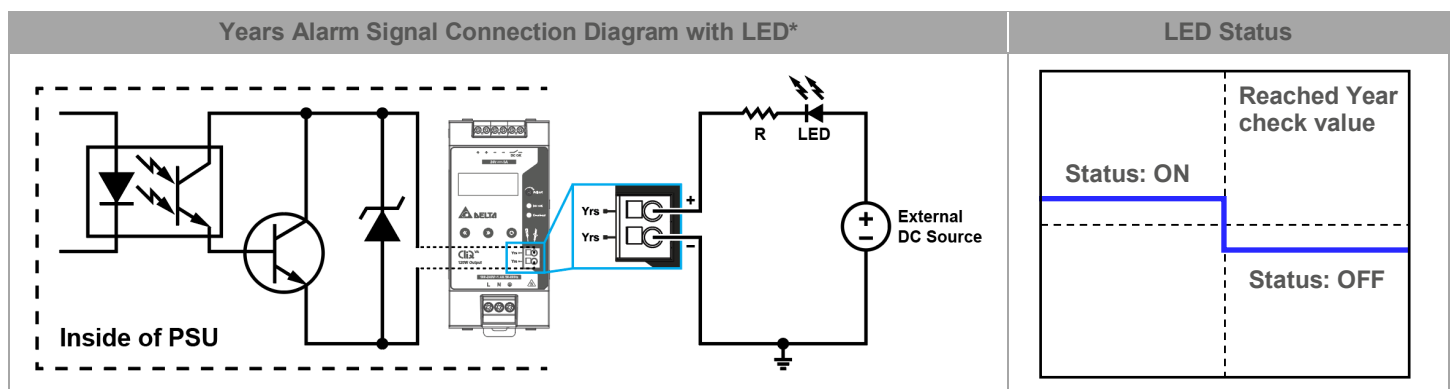 Years Alarm Signal Connection Diagram with LED*
LED Status
R
LED
DELTA
Yrs
Yrs
+
−
+
−
External
DC Source
Inside of PSU
L N
Reached Year
check value
Status: ON
Status: OFF